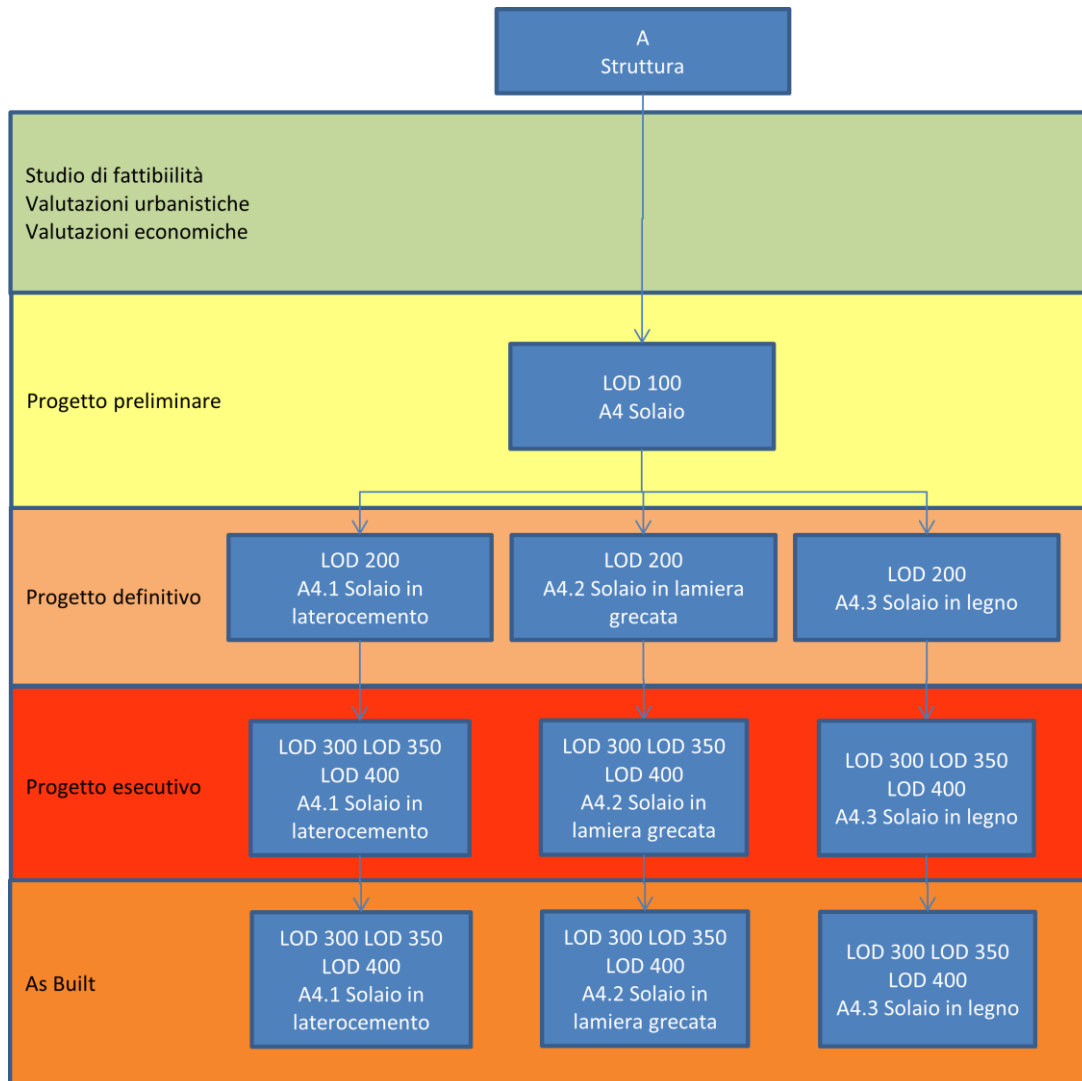 A
Struttura
Studio di fattibiilità
Valutazioni urbanistiche
Valutazioni economiche
Progetto preliminare
LOD 100
A4 Solaio
Progetto definitivo
LOD 200
A4.1 Solaio in
laterocemento
LOD 200
A4.2 Solaio in lamiera
grecata
LOD 200
A4.3 Solaio in legno
Progetto esecutivo
LOD 300 LOD 350
LOD 400
A4.1 Solaio in
laterocemento
LOD 300 LOD 350
LOD 400
A4.2 Solaio in
lamiera grecata
LOD 300 LOD 350
LOD 400
A4.3 Solaio in legno
As Built
LOD 300 LOD 350
LOD 400
A4.1 Solaio in
laterocemento
LOD 300 LOD 350
LOD 400
A4.2 Solaio in
lamiera grecata
LOD 300 LOD 350
LOD 400
A4.3 Solaio in legno